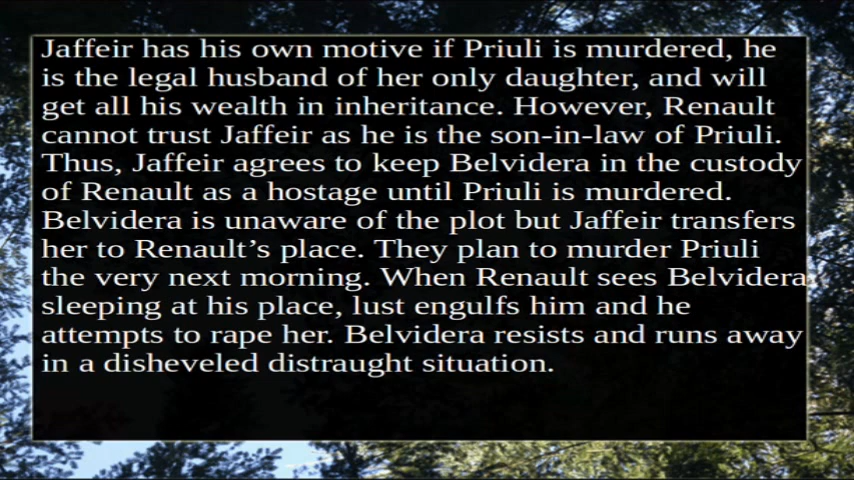 Jaffeir has his own motive if Priuli is murdered, he
is the legal husband of her only daughter, and will
get all his wealth in inheritance. However, Renault
cannot trust Jaffeir as he is the son-in-law of Priuli.
Thus, Jaffeir agrees to keep Belvidera in the custody
of Renault as a hostage until Priuli is murdered.
Belvidera is unaware of the plot but Jaffeir transfers
her to Renault’s place. They plan to murder Priuli
the very next morning. When Renault sees Belvidera
sleeping at his place, lust engulfs him and he
attempts to rape her. Belvidera resists and runs away
in a disheveled distraught situation.